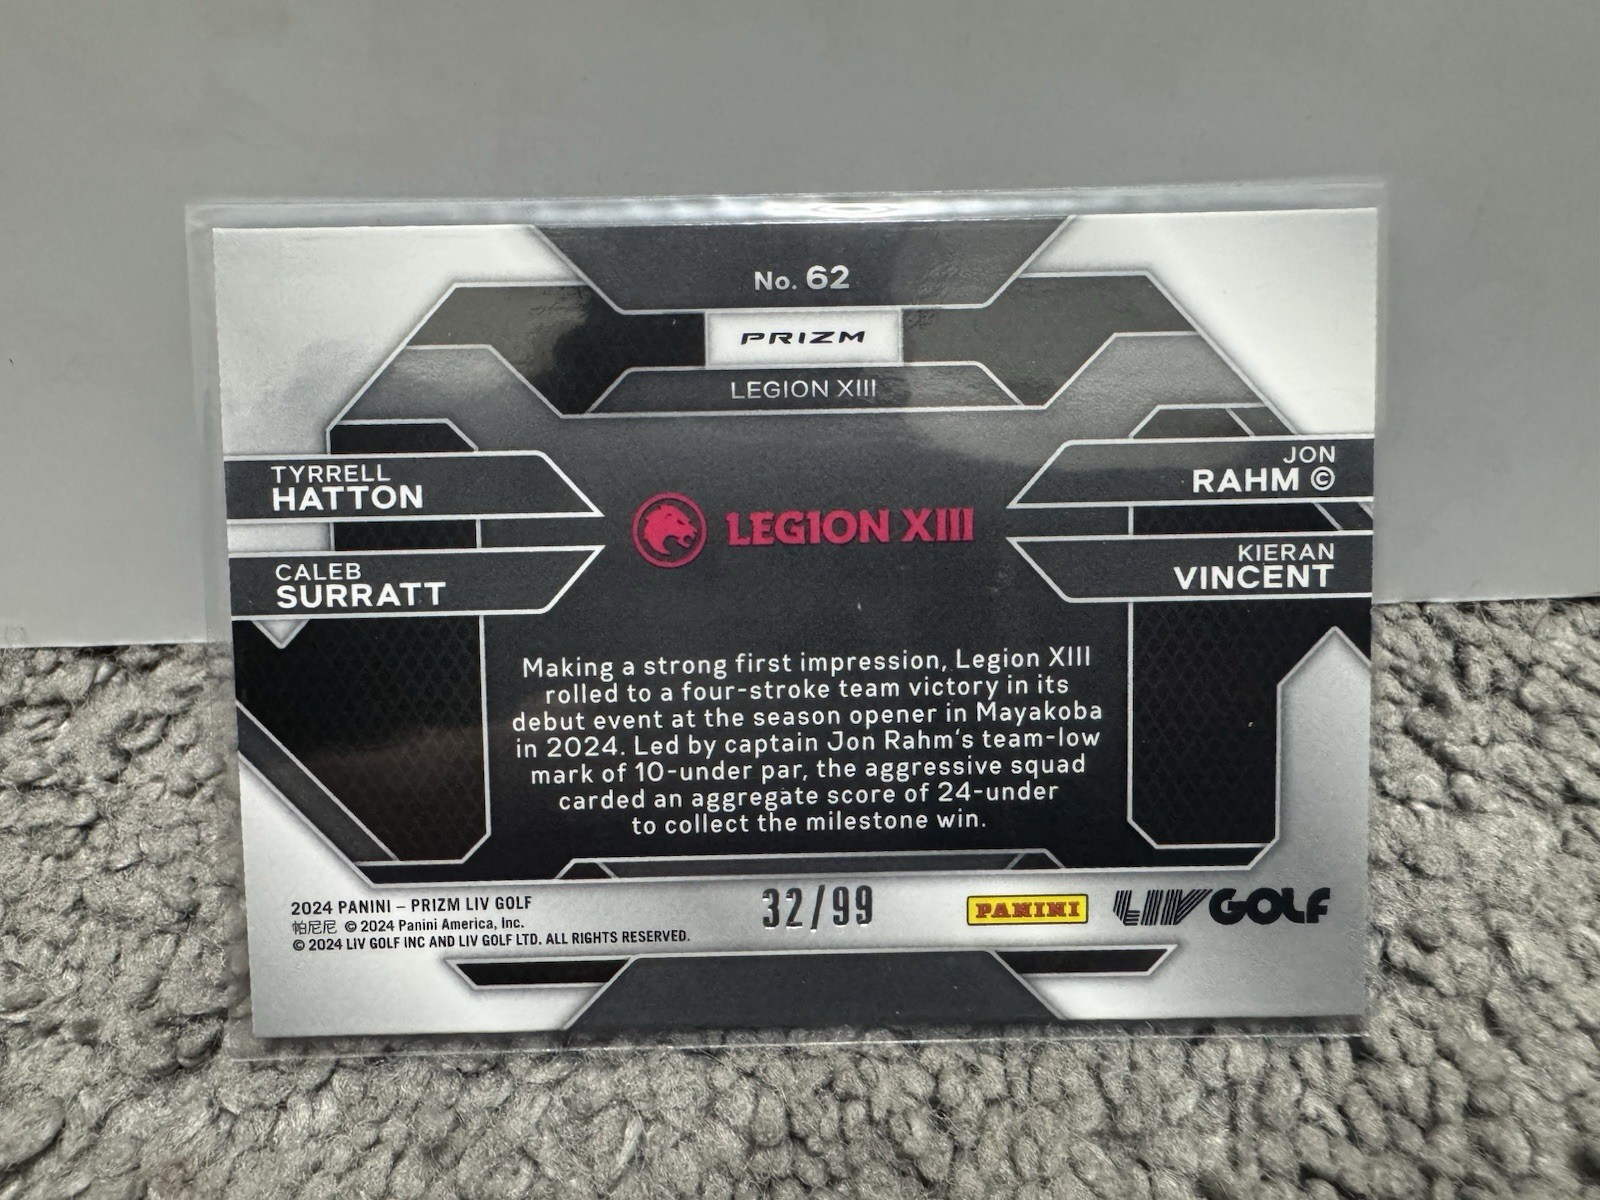 No. 62
PRIZM
LEGION XIII
TYRRELL
HATTON
CALEB
SURRATT
LEGION XIII
JON
RAHM ©
KIERAN
VINCENT
Making a strong first impression, Legion XIII
rolled to a four-stroke team victory in its
debut event at the season opener in Mayakoba
in 2024. Led by captain Jon Rahm's team-low
mark of 10-under par, the aggressive squad
carded an aggregate score of 24-under
to collect the milestone win.
2024 PANINI – PRIZM LIV GOLF
帕尼尼 © 2024 Panini America, Inc.
© 2024 LIV GOLF INC AND LIV GOLF LTD. ALL RIGHTS RESERVED.
32/99
PANINI
LIV GOLF